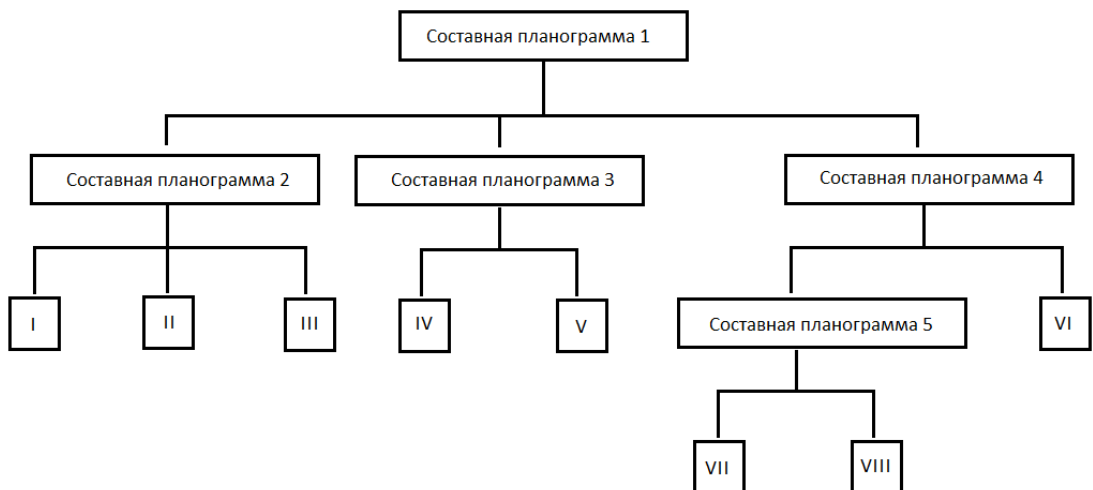 Составная планограмма 1
Составная планограмма 2
Составная планограмма 3
Составная планограмма 4
I
II
III
IV
V
Составная планограмма 5
VI
VII
VIII